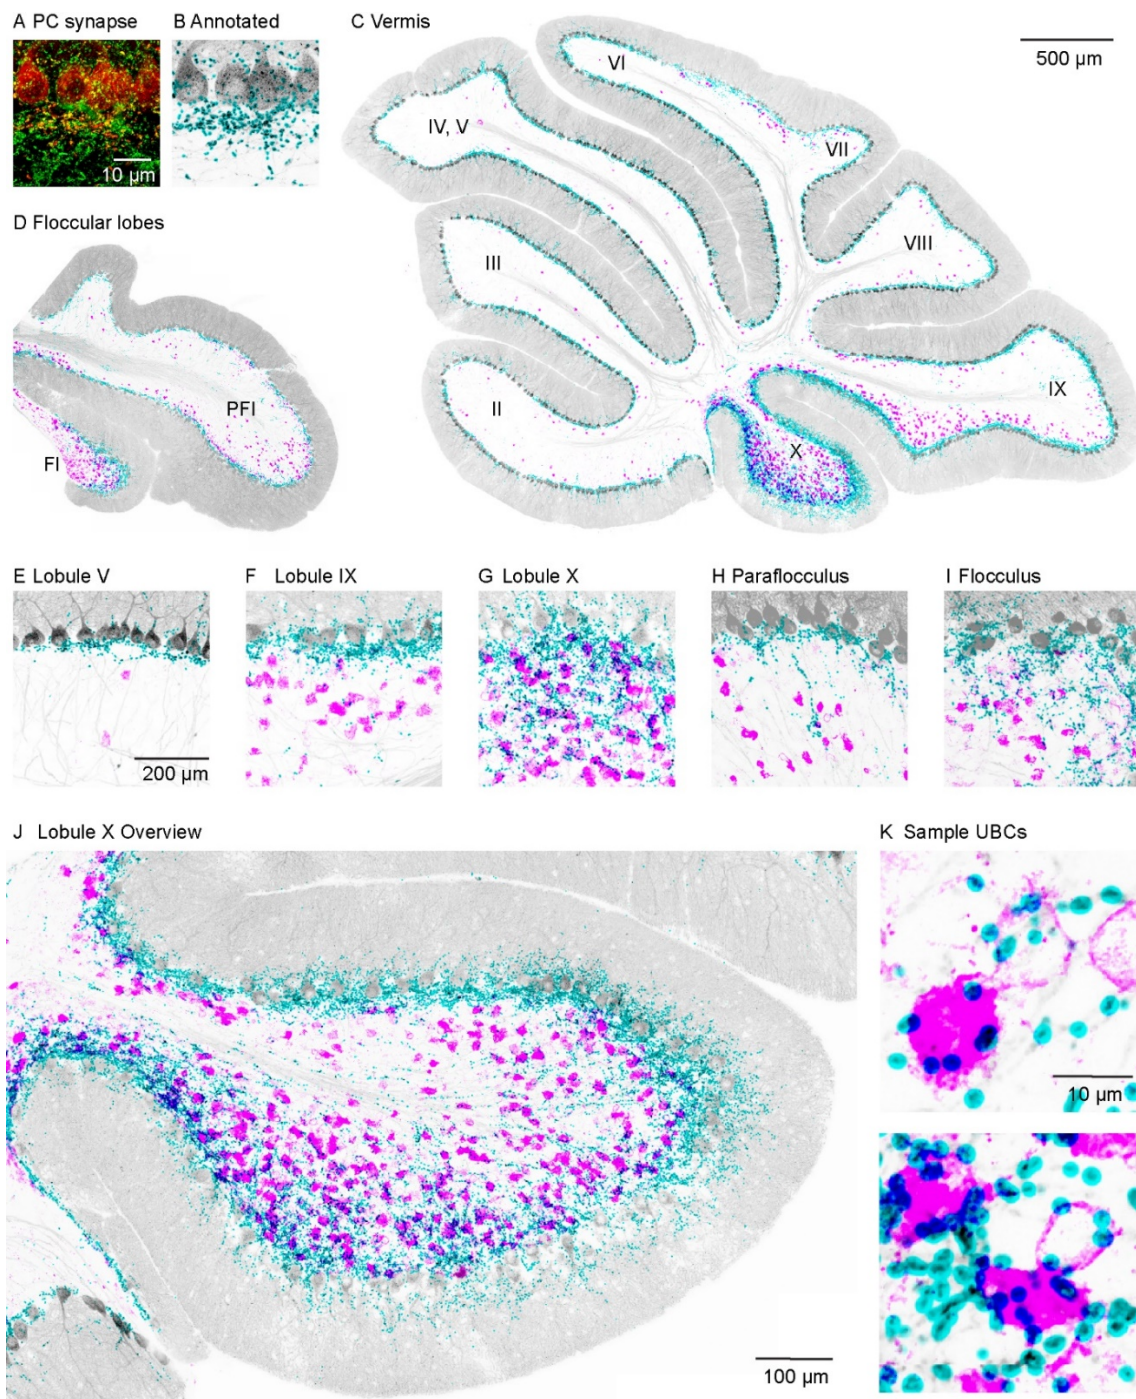 A PC synapse
B Annotated
C Vermis
500 µm
VI
IV, V
VII
10 µm
D Floccular lobes
VIII
III
PFl
IX
II
Fl
X
E Lobule V
F Lobule IX
G Lobule X
H Paraflocculus
I Flocculus
200 µm
J Lobule X Overview
K Sample UBCs
10 µm
100 µm